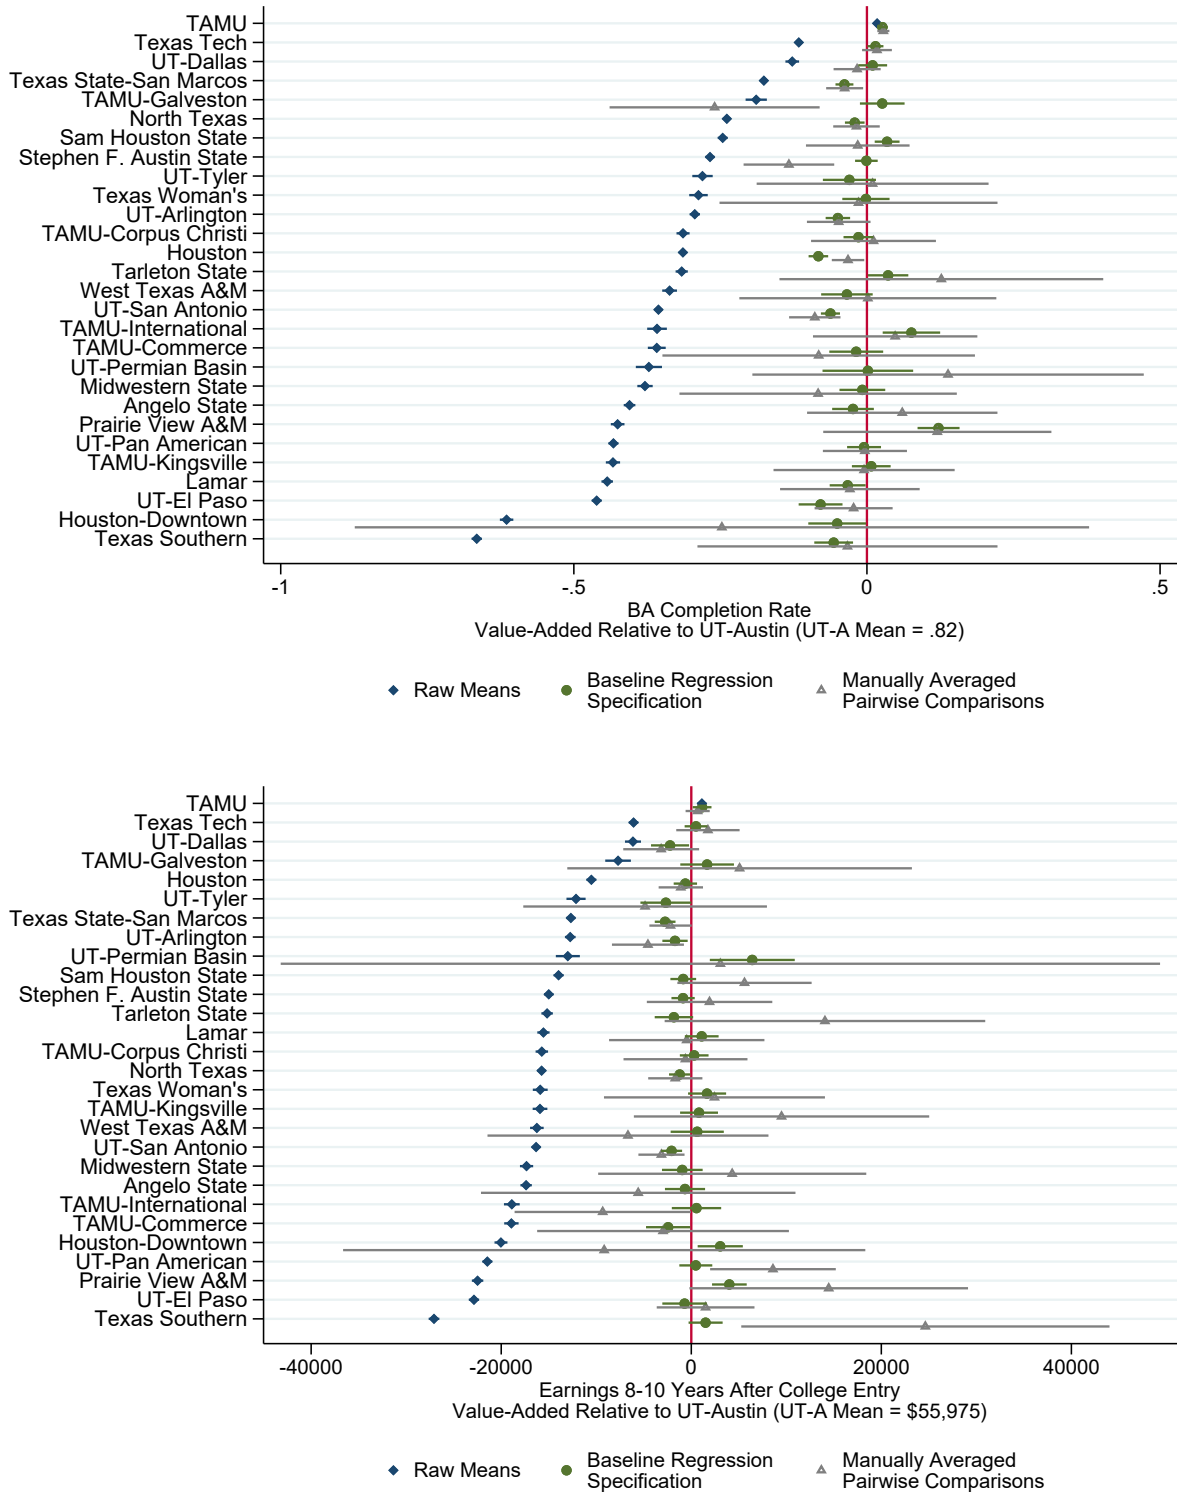 TAMU
Texas Tech
UT-Dallas
Texas State-San Marcos
TAMU-Galveston
North Texas
Sam Houston State
Stephen F. Austin State
UT-Tyler
Texas Woman's
UT-Arlington
TAMU-Corpus Christi
Houston
Tarleton State
West Texas A&M
UT-San Antonio
TAMU-International
TAMU-Commerce
UT-Permian Basin
Midwestern State
Angelo State
Prairie View A&M
UT-Pan American
TAMU-Kingsville
Lamar
UT-El Paso
Houston-Downtown
Texas Southern
-1 -.5 0 .5
BA Completion Rate
Value-Added Relative to UT-Austin (UT-A Mean = .82)
Raw Means
Baseline Regression
Specification
Manually Averaged
Pairwise Comparisons
TAMU
Texas Tech
UT-Dallas
TAMU-Galveston
Houston
UT-Tyler
Texas State-San Marcos
UT-Arlington
UT-Permian Basin
Sam Houston State
Stephen F. Austin State
Tarleton State
Lamar
TAMU-Corpus Christi
North Texas
Texas Woman's
TAMU-Kingsville
West Texas A&M
UT-San Antonio
Midwestern State
Angelo State
TAMU-International
TAMU-Commerce
Houston-Downtown
UT-Pan American
Prairie View A&M
UT-El Paso
Texas Southern
-40000 -20000 0 20000 40000
Earnings 8-10 Years After College Entry
Value-Added Relative to UT-Austin (UT-A Mean = $55,975)
Raw Means
Baseline Regression
Specification
Manually Averaged
Pairwise Comparisons